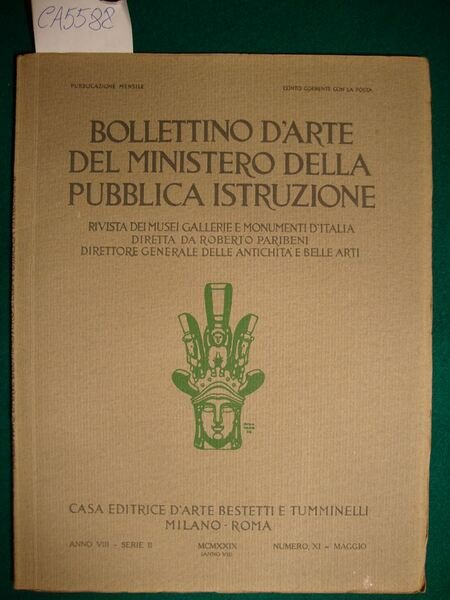 CA5588
PUBBLICAZIONE MENSILE
CONTO CORRENTE CON LA POSTA
BOLLETTINO D'ARTE
DEL MINISTERO DELLA
PUBBLICA ISTRUZIONE
RIVISTA DEI MUSEI GALLERIE E MONUMENTI D'ITALIA
DIRETTA DA ROBERTO PARIBENI
DIRETTORE GENERALE DELLE ANTICHITA E BELLE ARTI
CASA EDITRICE D'ARTE BESTETTI E TUMMINELLI
MILANO - ROMA
ANNO VIII - SERIE II
MCMXXIX
NUMERO, XI - MAGGIO
(ANNO VII)